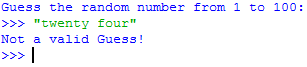 Guess the random number from 1 to 100:
>>> "twenty four"
Not a valid Guess!
>>>